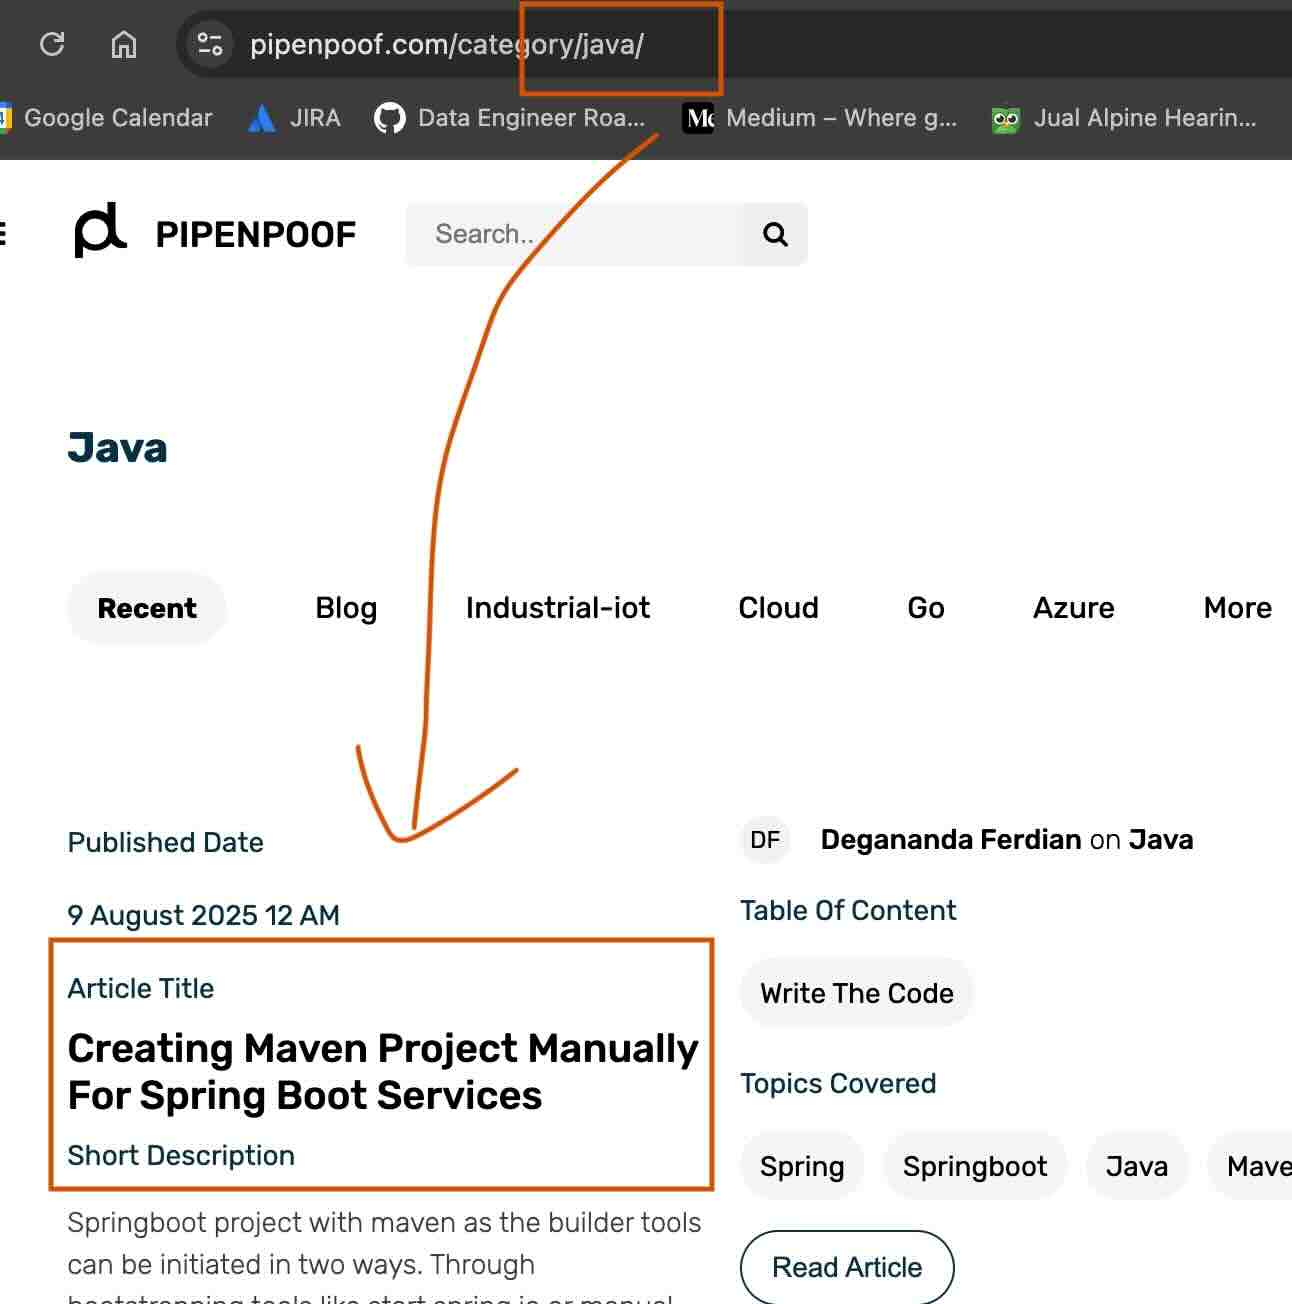 pipenpoof.com/category/java/
Google Calendar JIRA Data Engineer Roa... Medium – Where g... Jual Alpine Hearin...
PIPENPOOF Search..
Java
Recent Blog Industrial-iot Cloud Go Azure More
Published Date
9 August 2025 12 AM
Article Title
Creating Maven Project Manually
For Spring Boot Services
Short Description
Springboot project with maven as the builder tools
can be initiated in two ways. Through
DF Degananda Ferdian on Java
Table Of Content
Write The Code
Topics Covered
Spring Springboot Java Mave
Read Article